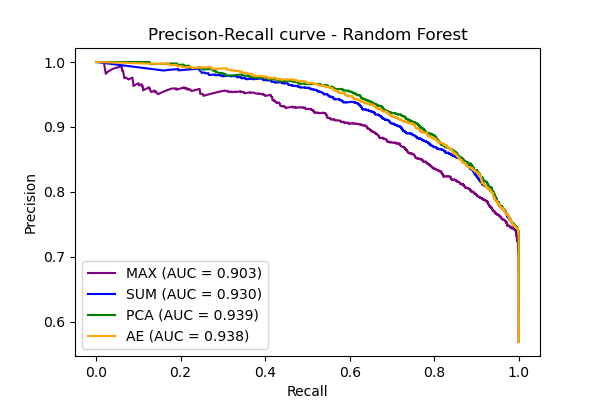 Precison-Recall curve - Random Forest
1.0
0.9
0.8
0.7
0.6
Precision
MAX (AUC = 0.903)
SUM (AUC = 0.930)
PCA (AUC = 0.939)
AE (AUC = 0.938)
0.0 0.2 0.4 0.6 0.8 1.0
Recall